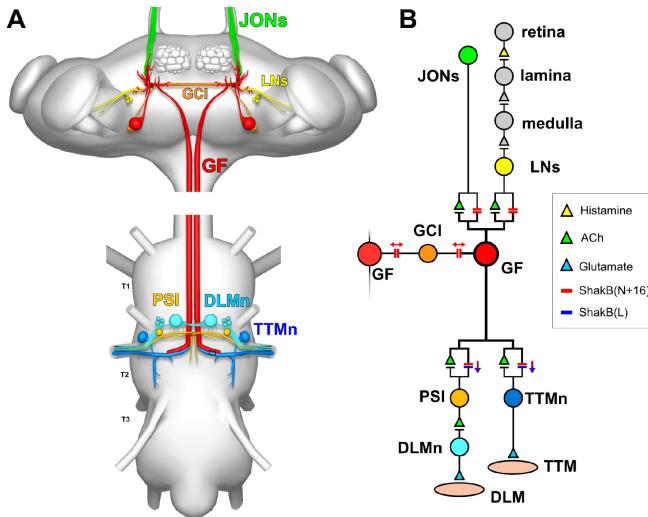 A
JONs
LNs
GCI
GF
T1
PSI
DLMn
TTMn
T2
T3
B
retina
JONs
lamina
medulla
LNs
GCI
GF
GF
PSI
TTMn
DLMn
TTM
DLM
Histamine
ACh
Glutamate
ShakB(N+16)
ShakB(L)